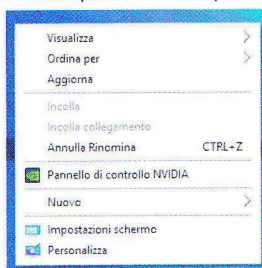 Visualizza
Ordina per
Aggiorna
Incolla
Incolla collegamento
Annulla Rinomina CTRL+Z
Pannello di controllo NVIDIA
Nuovo
Impostazioni schermo
Personalizza